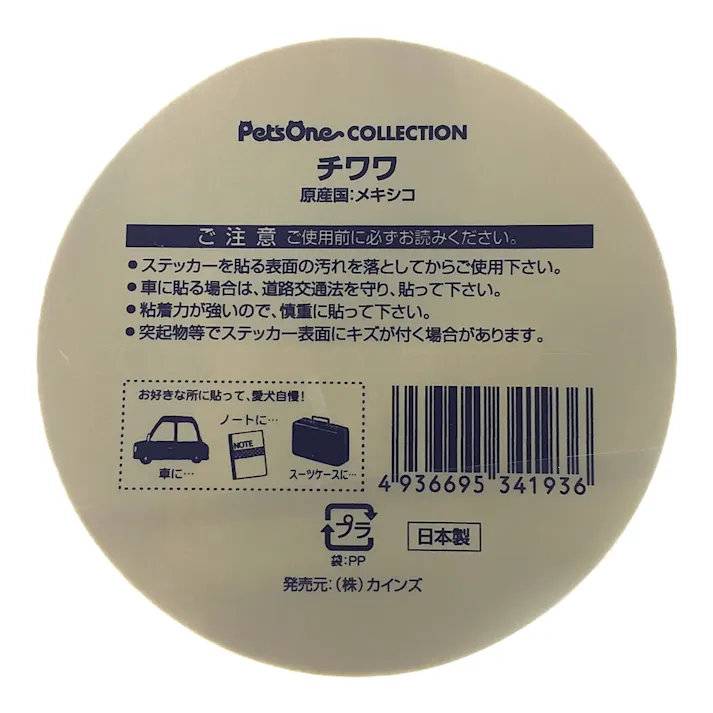 Pet'sOne COLLECTION
チワワ
原産国:メキシコ
ご注意 ご使用前に必ずお読みください。
●ステッカーを貼る表面の汚れを落としてからご使用下さい。
●車に貼る場合は、道路交通法を守り、貼って下さい。
●粘着力が強いので、慎重に貼って下さい。
●突起物等でステッカー表面にキズが付く場合があります。
お好きな所に貼って、愛犬自慢!
ノートに…
NOTE
車に…
スーツケースに…
4 936695 341936
プラ
袋:PP
日本製
発売元:(株)カインズ